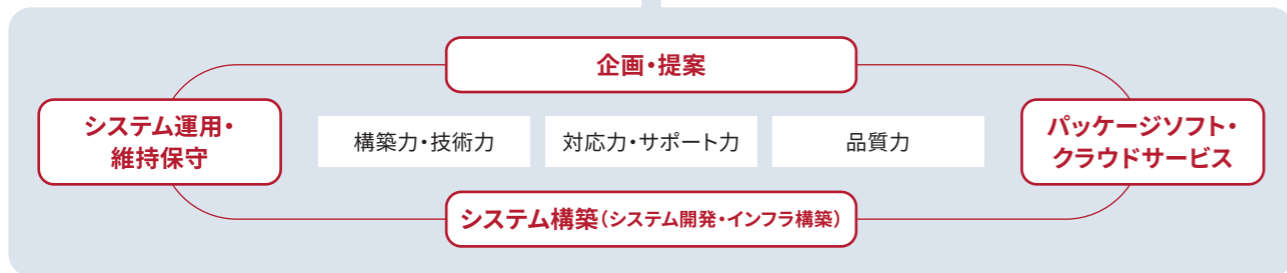 企画・提案
システム運用・
維持保守
構築力・技術力
対応力・サポート力
品質力
パッケージソフト・
クラウドサービス
システム構築（システム開発・インフラ構築）